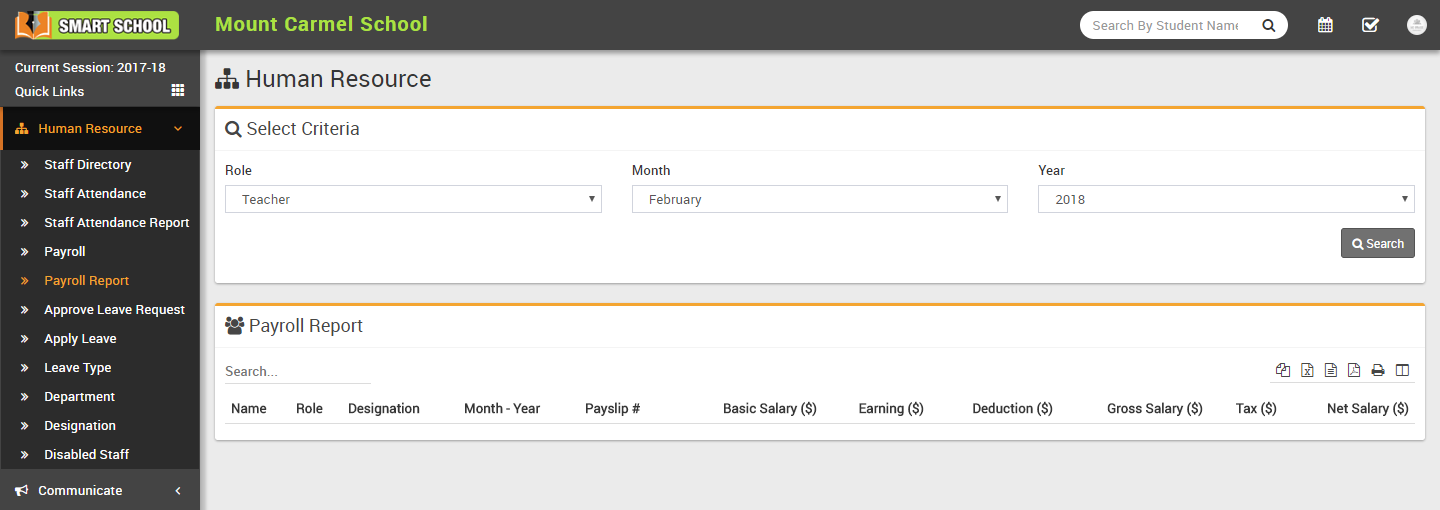 SMART SCHOOL
Mount Carmel School
Search By Student Name
Current Session: 2017-18
Quick Links
Human Resource
Staff Directory
Staff Attendance
Staff Attendance Report
Payroll
Payroll Report
Approve Leave Request
Apply Leave
Leave Type
Department
Designation
Disabled Staff
Communicate
Human Resource
Select Criteria
Role Month Year
Teacher February 2018
Search
Payroll Report
Search...
Name Role Designation Month - Year Payslip # Basic Salary ($) Earning ($) Deduction ($) Gross Salary ($) Tax ($) Net Salary ($)